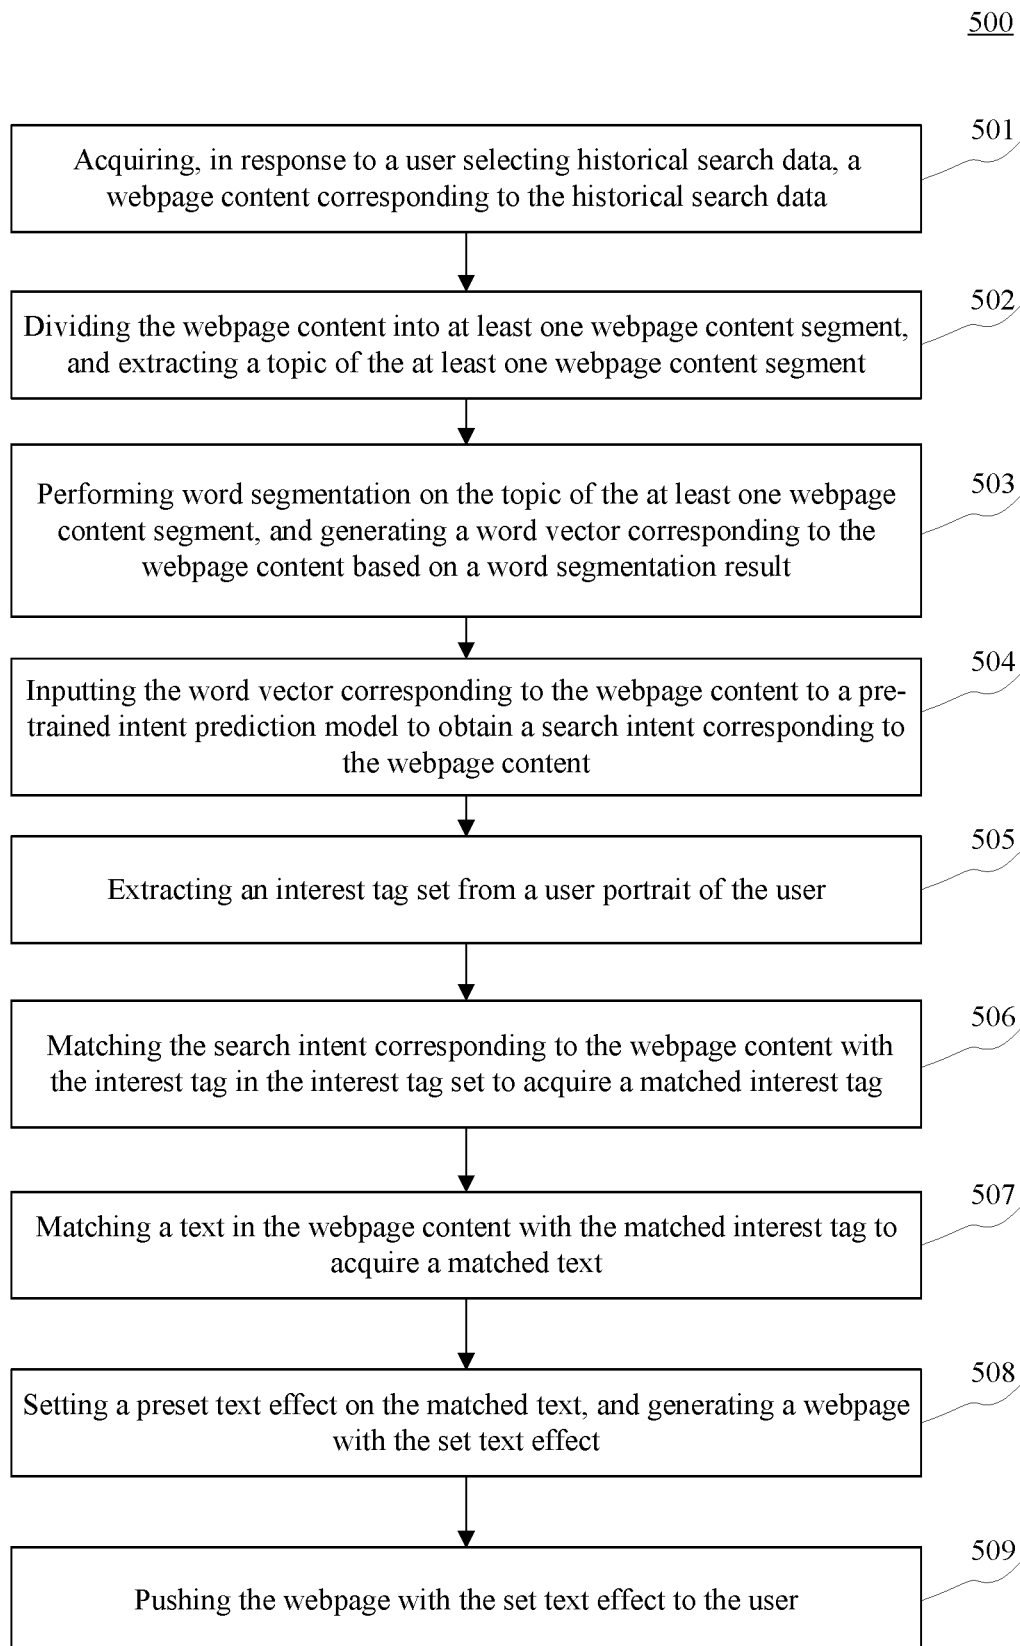 500
501
Acquiring, in response to a user selecting historical search data, a
webpage content corresponding to the historical search data
502
Dividing the webpage content into at least one webpage content segment,
and extracting a topic of the at least one webpage content segment
503
Performing word segmentation on the topic of the at least one webpage
content segment, and generating a word vector corresponding to the
webpage content based on a word segmentation result
504
Inputting the word vector corresponding to the webpage content to a pre-
trained intent prediction model to obtain a search intent corresponding to
the webpage content
505
Extracting an interest tag set from a user portrait of the user
506
Matching the search intent corresponding to the webpage content with
the interest tag in the interest tag set to acquire a matched interest tag
507
Matching a text in the webpage content with the matched interest tag to
acquire a matched text
508
Setting a preset text effect on the matched text, and generating a webpage
with the set text effect
509
Pushing the webpage with the set text effect to the user